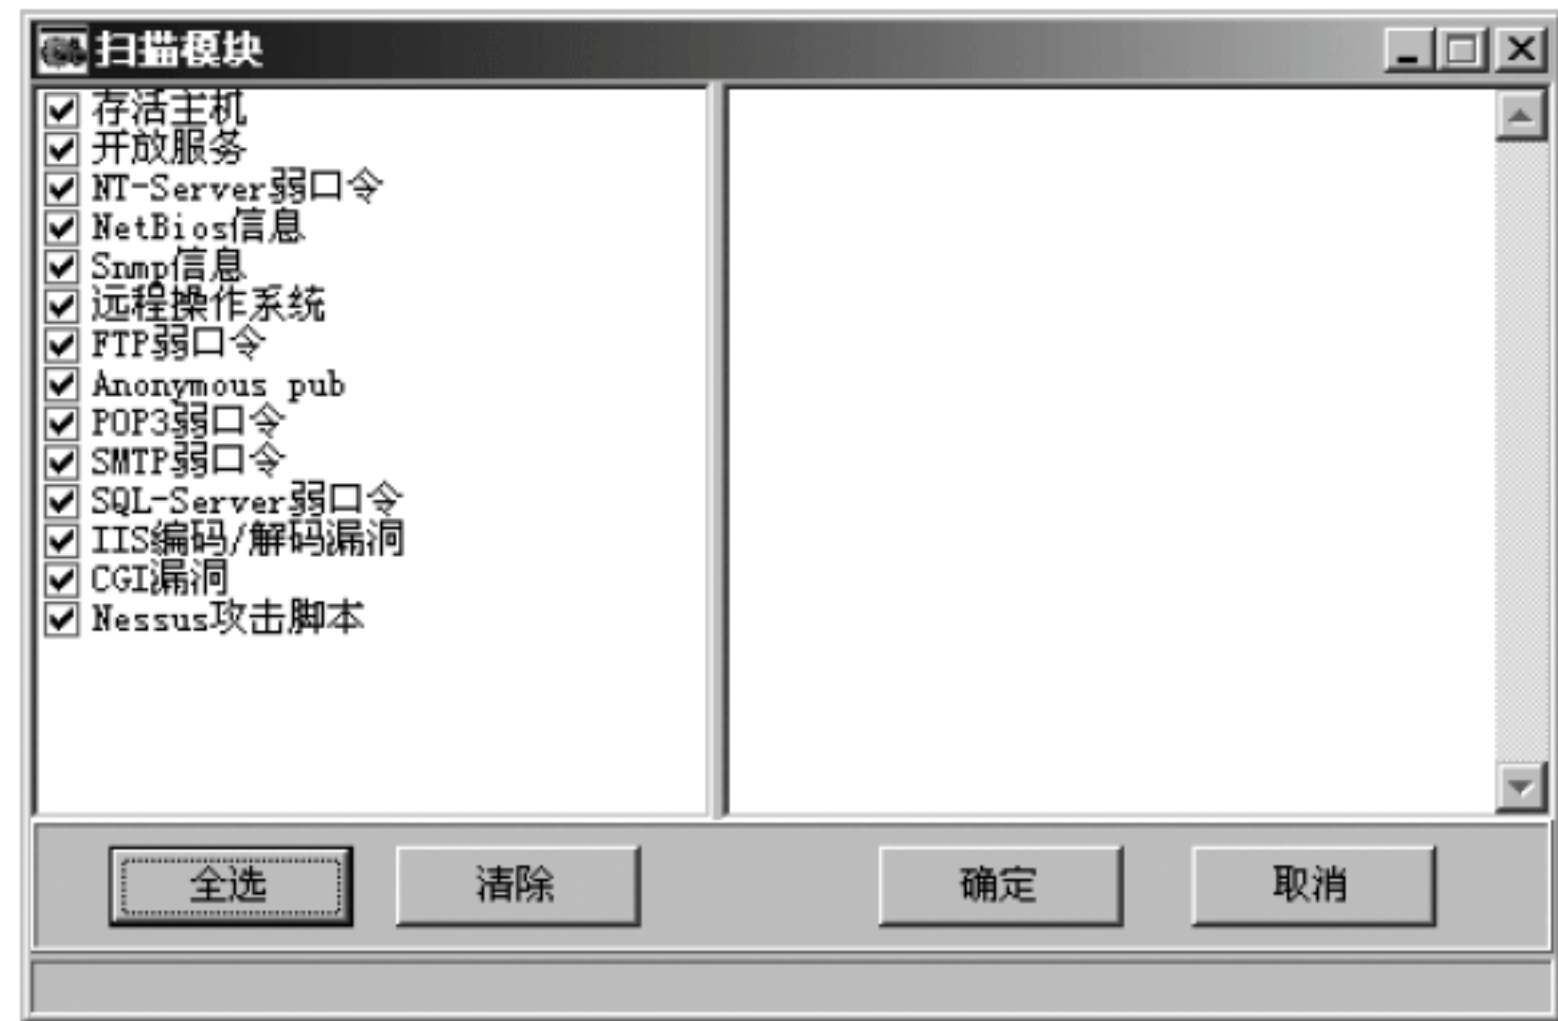 扫描模块
存活主机
开放服务
NT-Server弱口令
NetBios信息
Snmp信息
远程操作系统
FTP弱口令
Anonymous pub
POP3弱口令
SMTP弱口令
SQL-Server弱口令
IIS编码/解码漏洞
CGI漏洞
Nessus攻击脚本
全选 清除 确定 取消